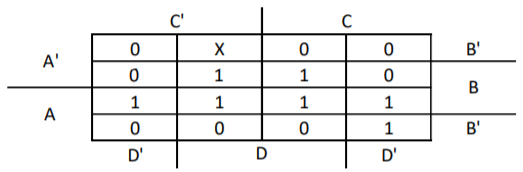 C' C
0 X 0 0 B'
A'
0 1 1 0
B
1 1 1 1
A
0 0 0 1 B'
D' D D'